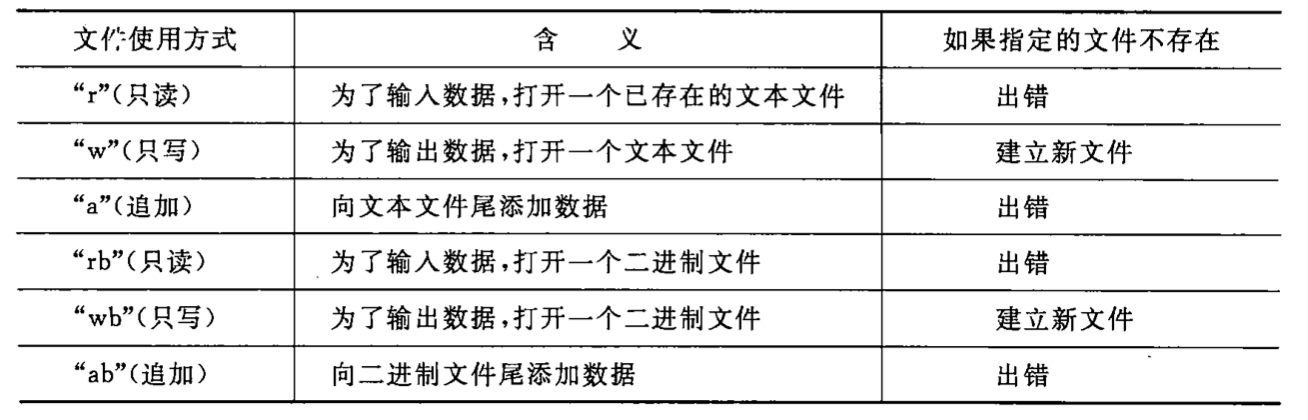 文件使用方式 含 义 如果指定的文件不存在
“r”(只读) 为了输入数据,打开一个已存在的文本文件 出错
“w”(只写) 为了输出数据,打开一个文本文件 建立新文件
“a”(追加) 向文本文件尾添加数据 出错
“rb”(只读) 为了输入数据,打开一个二进制文件 出错
“wb”(只写) 为了输出数据,打开一个二进制文件 建立新文件
“ab”(追加) 向二进制文件尾添加数据 出错